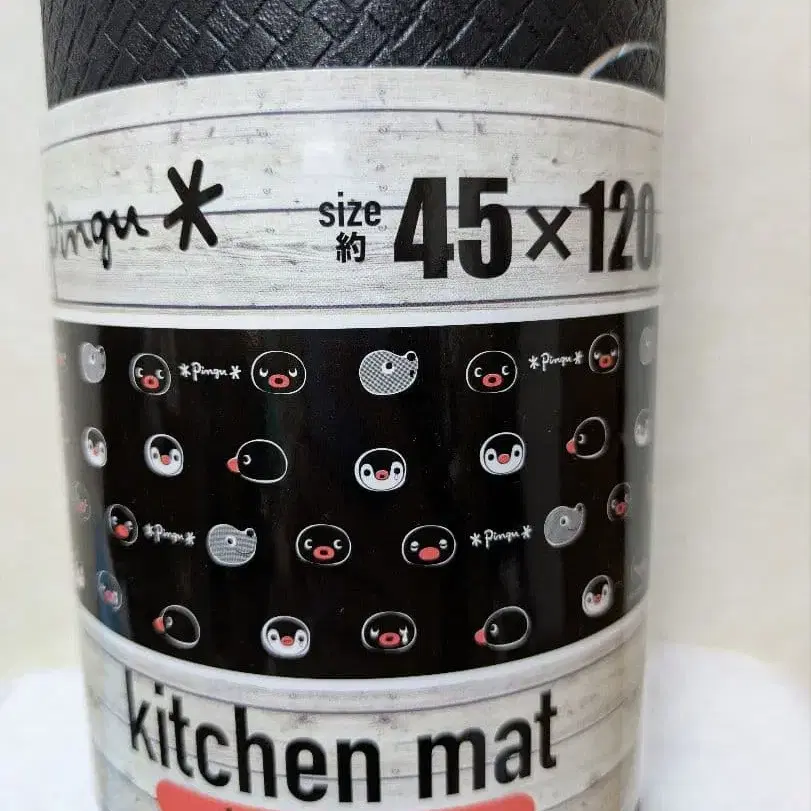 Pingu
size
約 45×120
*Pingu* *Pingu*
*Pingu* *Pingu*
kitchen mat